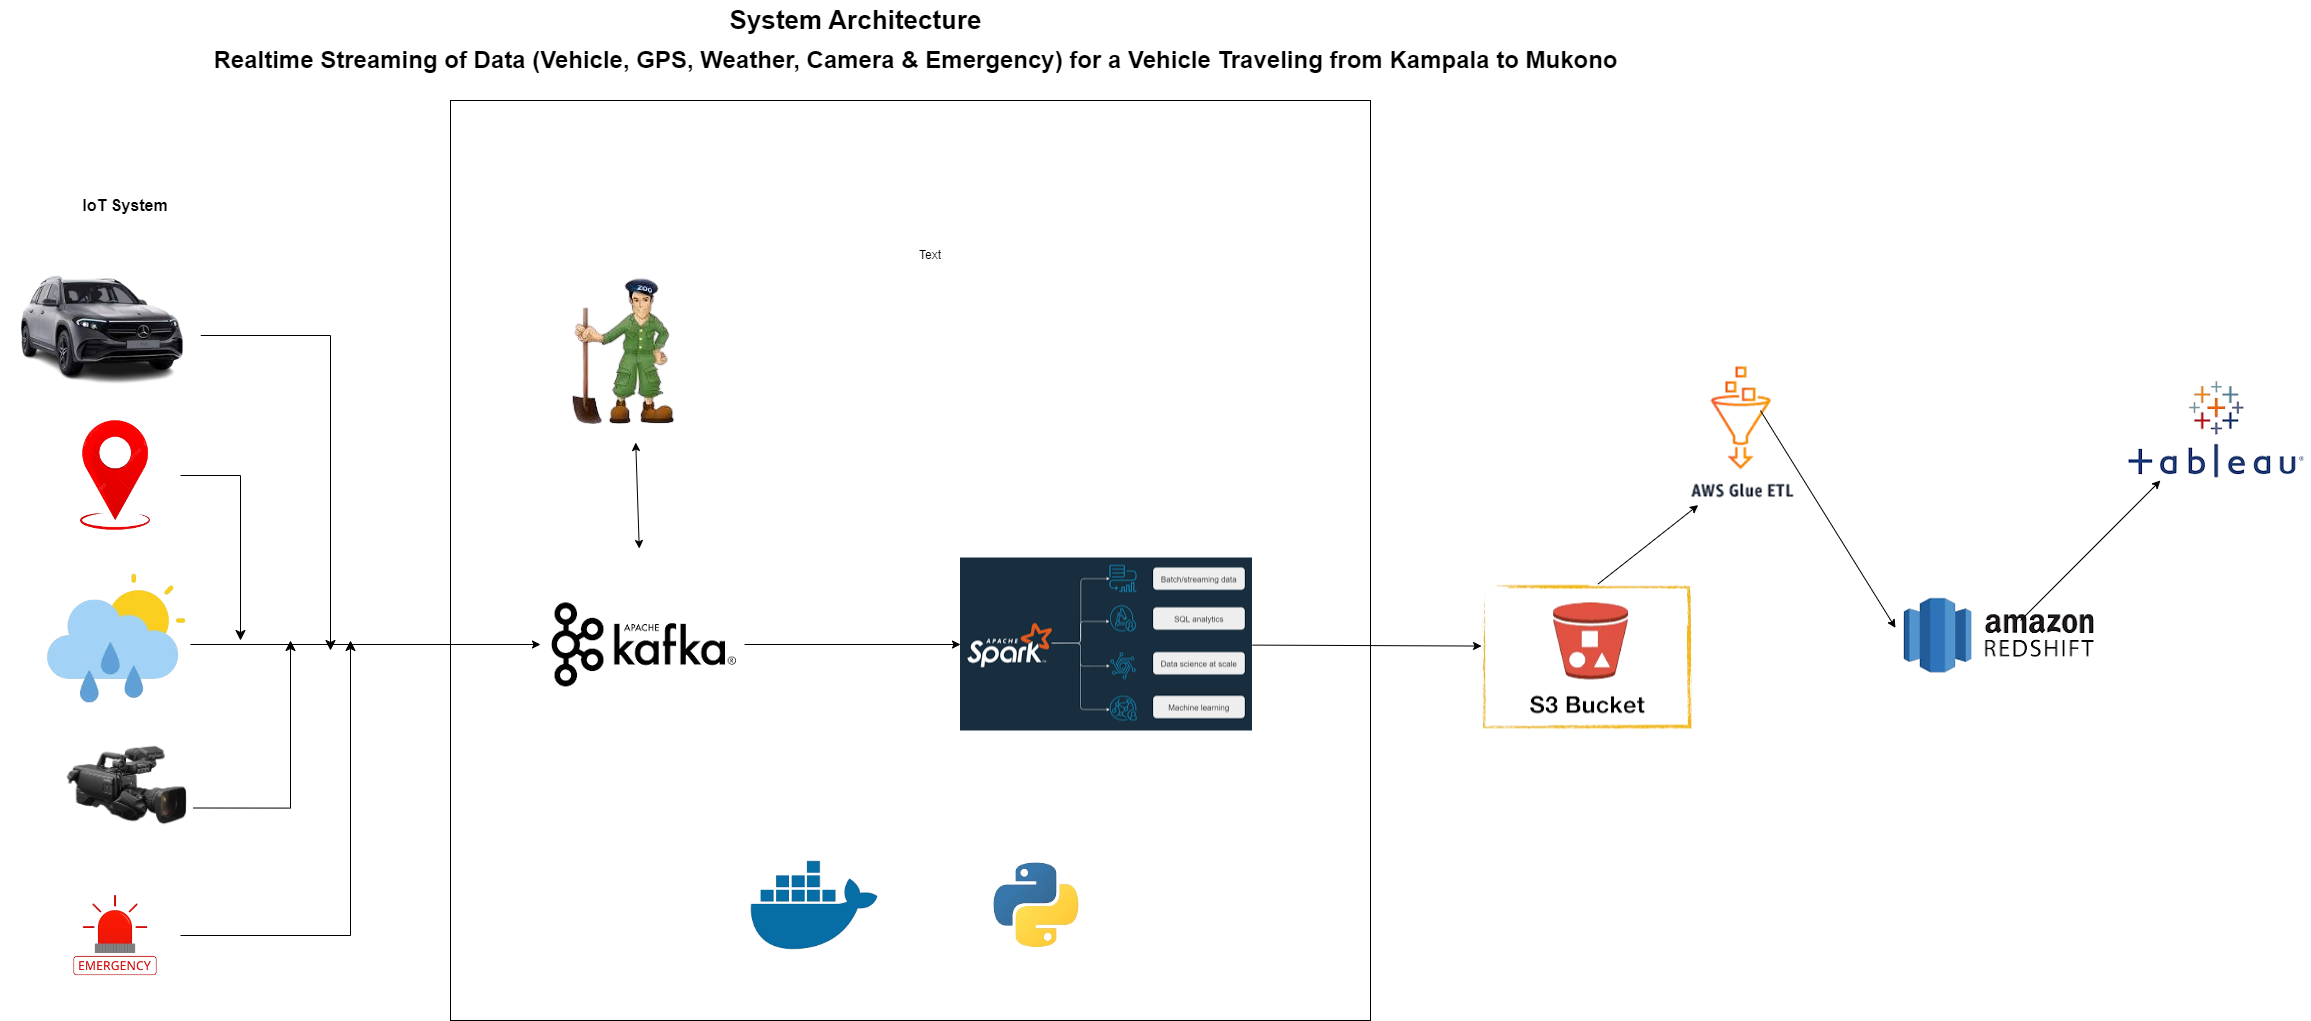 System Architecture
Realtime Streaming of Data (Vehicle, GPS, Weather, Camera & Emergency) for a Vehicle Traveling from Kampala to Mukono
IoT System
Text
ZOO
AWS Glue ETL
+ableau®
APACHE
kafka®
APACHE
Spark™
Batch/streaming data
SQL analytics
Data science at scale
Machine learning
S3 Bucket
amazon
REDSHIFT
EMERGENCY